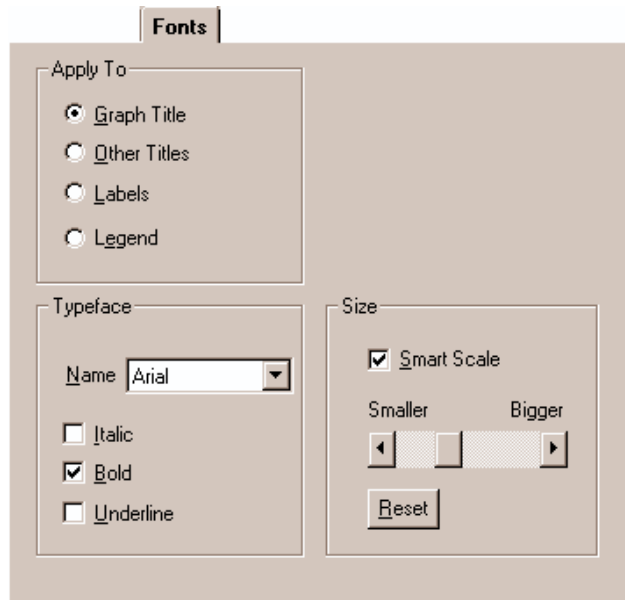 Fonts
Apply To
Graph Title
Other Titles
Labels
Legend
Typeface
Name Arial
Italic
Bold
Underline
Size
Smart Scale
Smaller Bigger
Reset